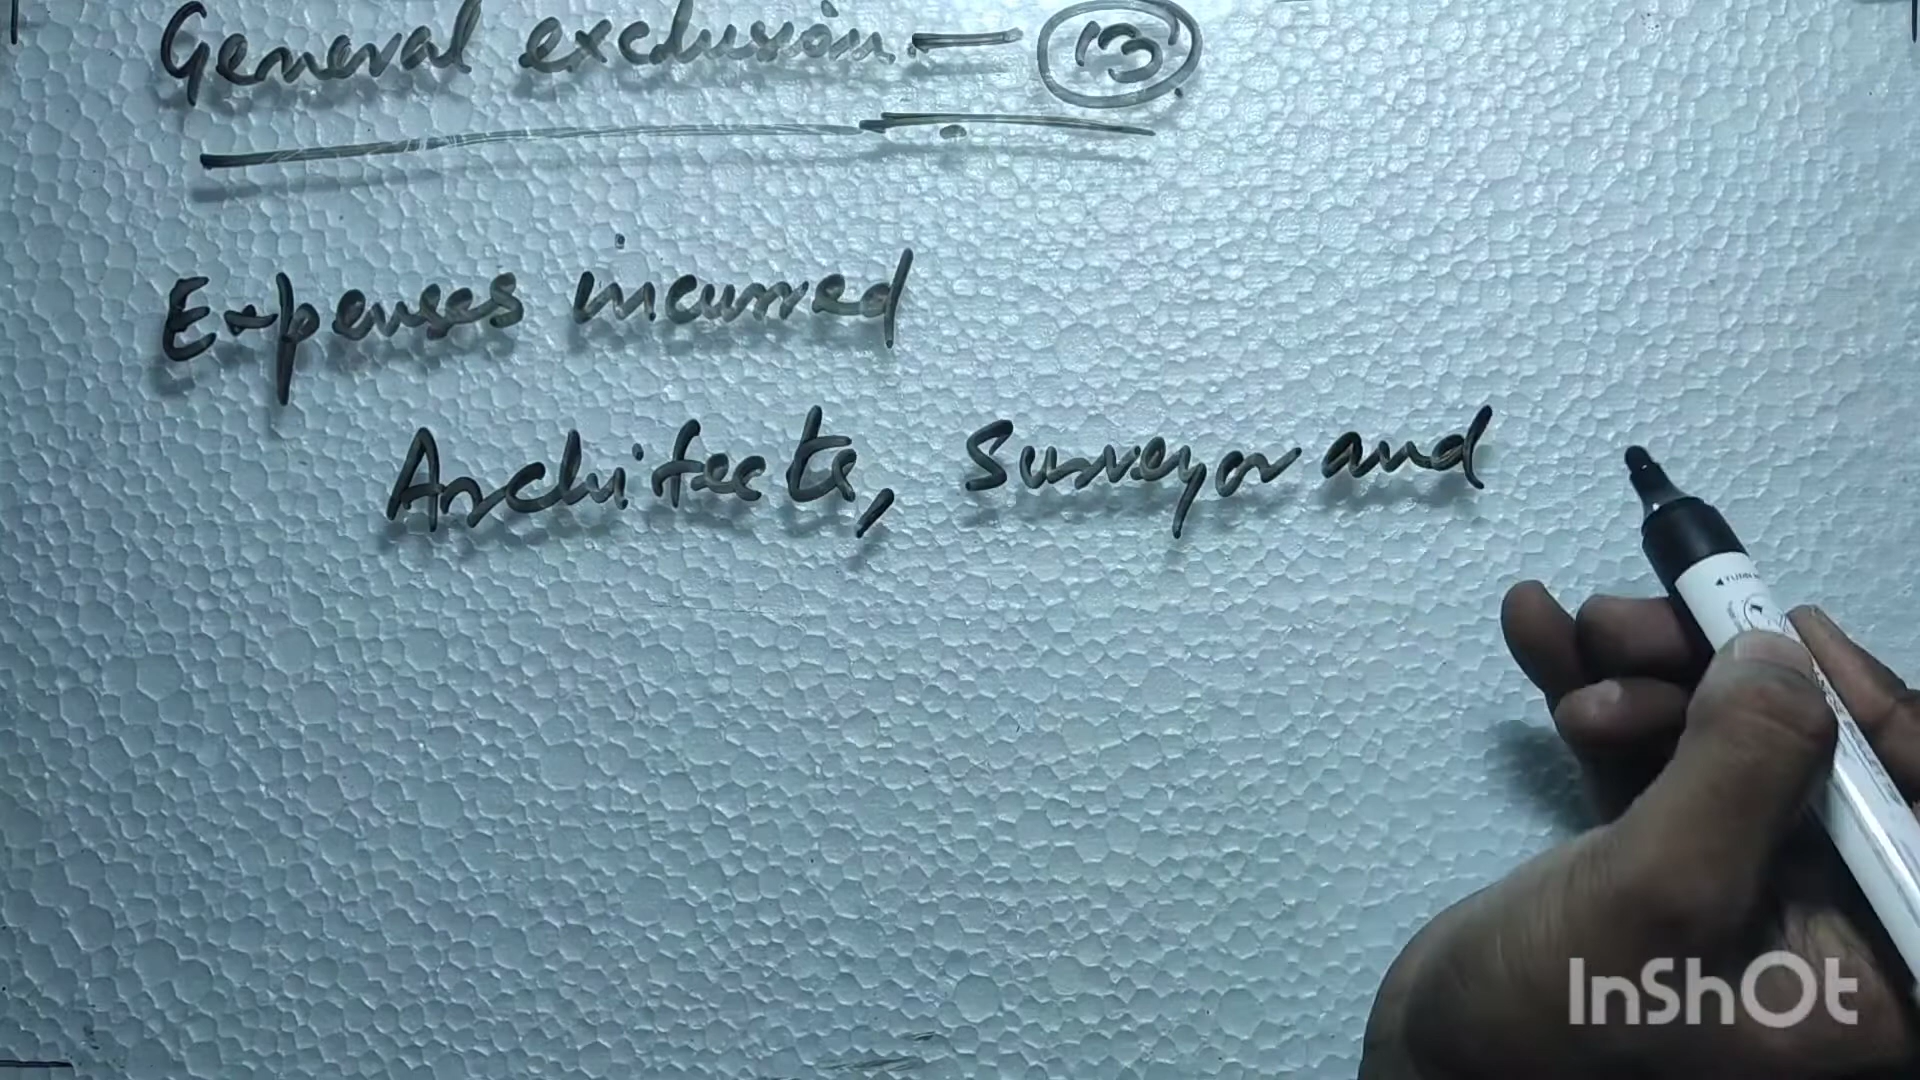 General exclusion - 13
Expenses incurred
Architects, Surveyor and
InShOt